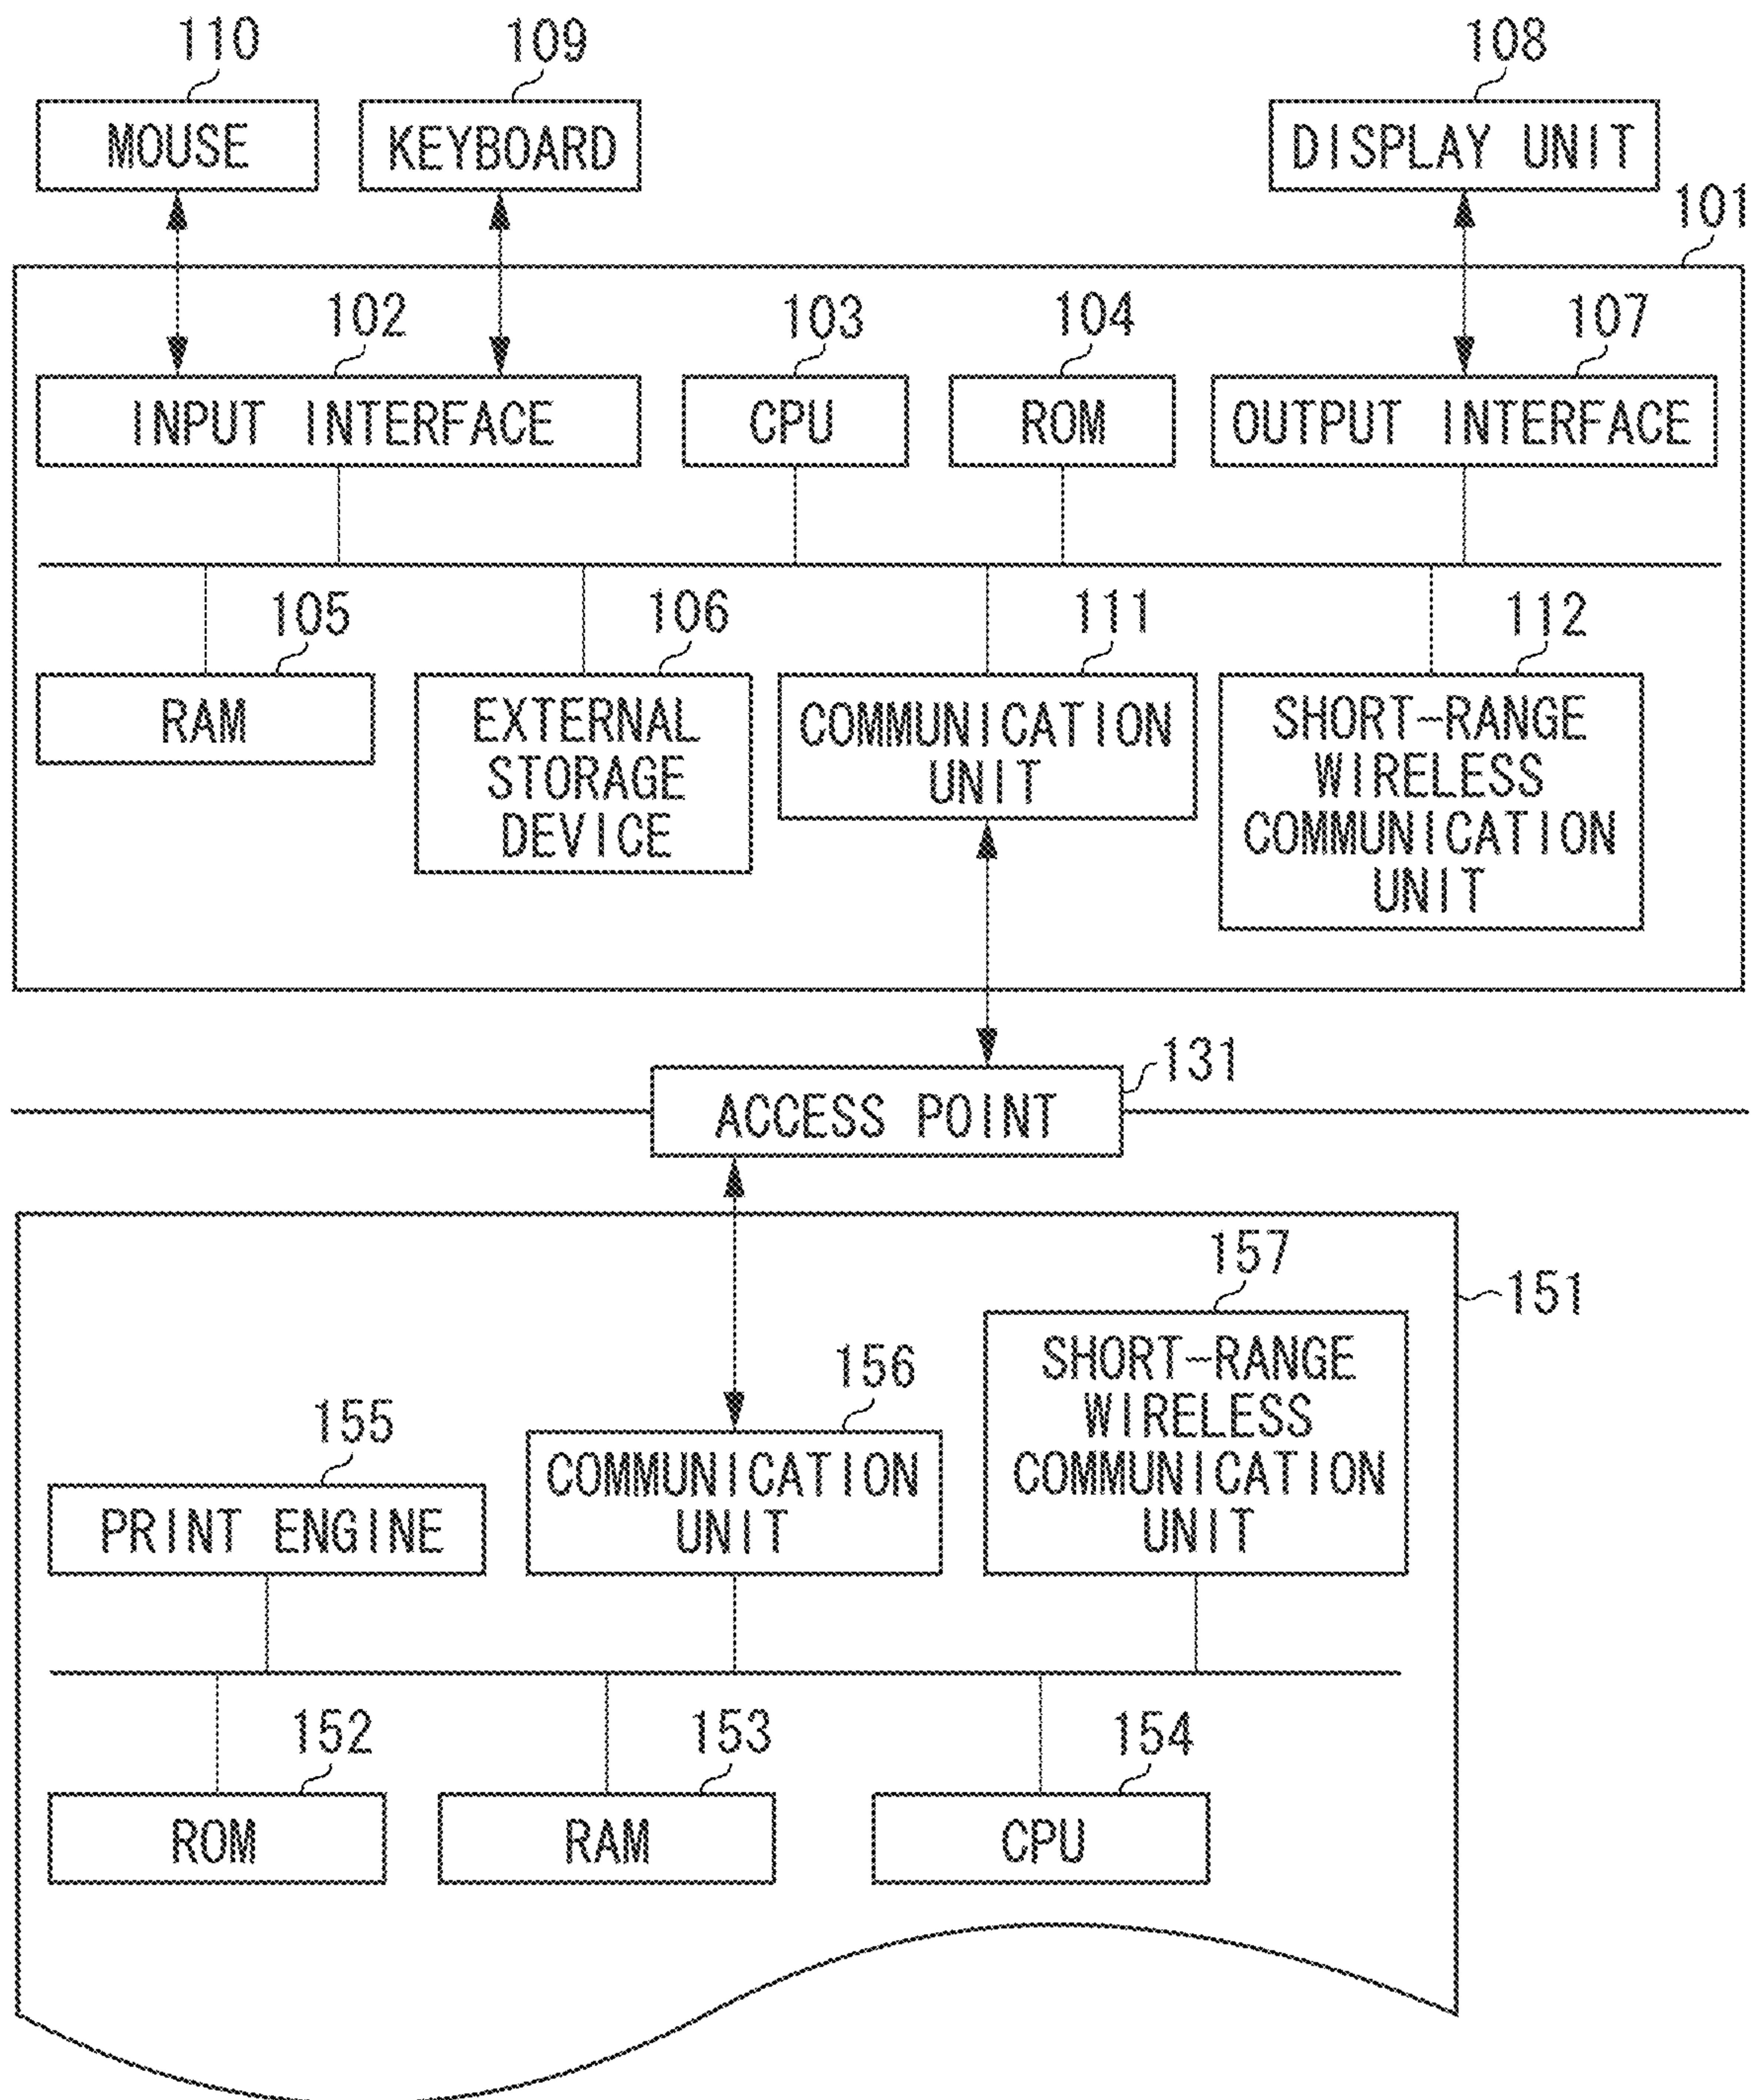 110
109
108
MOUSE
KEYBOARD
DISPLAY UNIT
101
102
103
104
107
INPUT INTERFACE
CPU
ROM
OUTPUT INTERFACE
105
106
111
112
RAM
EXTERNAL
STORAGE
DEVICE
COMMUNICATION
UNIT
SHORT-RANGE
WIRELESS
COMMUNICATION
UNIT
131
ACCESS POINT
151
155
156
157
PRINT ENGINE
COMMUNICATION
UNIT
SHORT-RANGE
WIRELESS
COMMUNICATION
UNIT
152
153
154
ROM
RAM
CPU